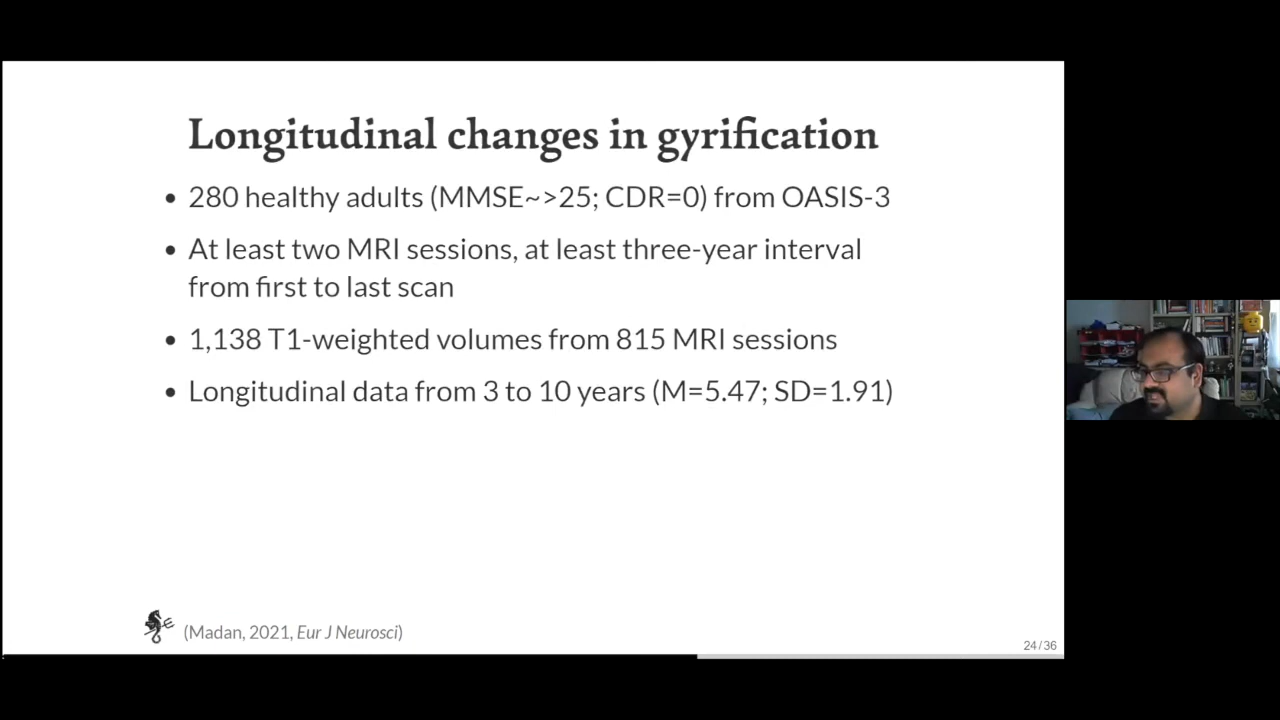 Longitudinal changes in gyrification
• 280 healthy adults (MMSE~>25; CDR=0) from OASIS-3
• At least two MRI sessions, at least three-year interval
from first to last scan
• 1,138 T1-weighted volumes from 815 MRI sessions
• Longitudinal data from 3 to 10 years (M=5.47; SD=1.91)
(Madan, 2021, Eur J Neurosci)
24/36